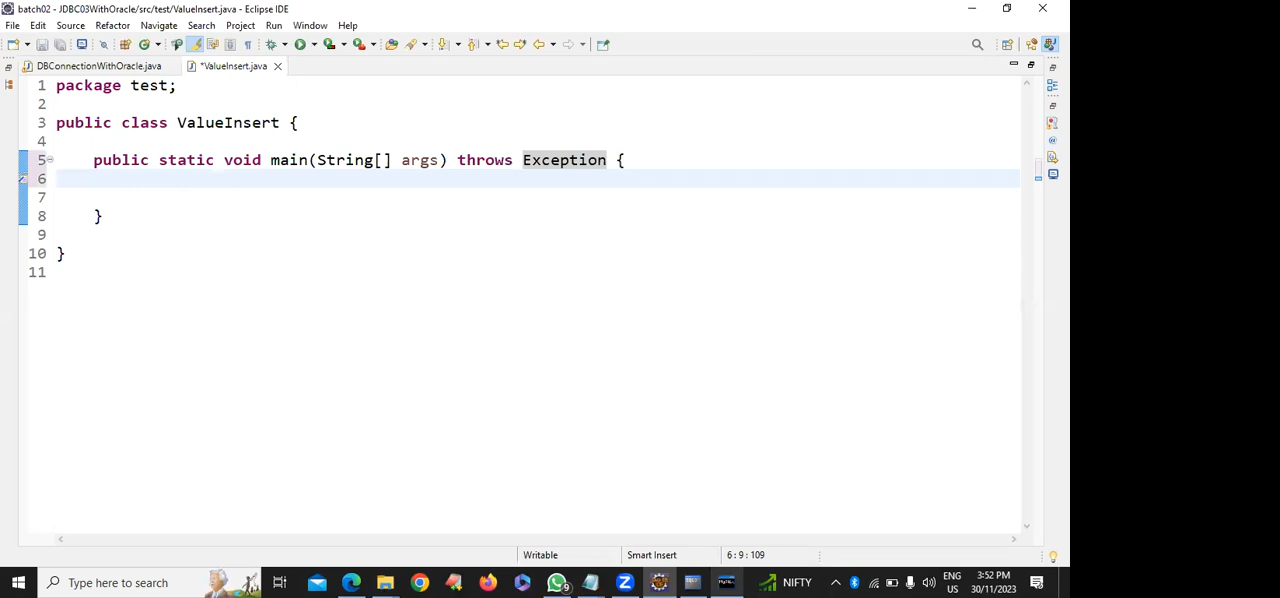 batch02 - JDBC03WithOracle/src/test/ValueInsert.java - Eclipse IDE
File Edit Source Refactor Navigate Search Project Run Window Help
DBConnectionWithOracle.java *ValueInsert.java
1 package test;
2
3 public class ValueInsert {
4
5 public static void main(String[] args) throws Exception {
6
7
8 }
9
10 }
11
Writable Smart Insert 6 : 9 : 109
Type here to search 9 NIFTY ENG US 3:52 PM 30/11/2023